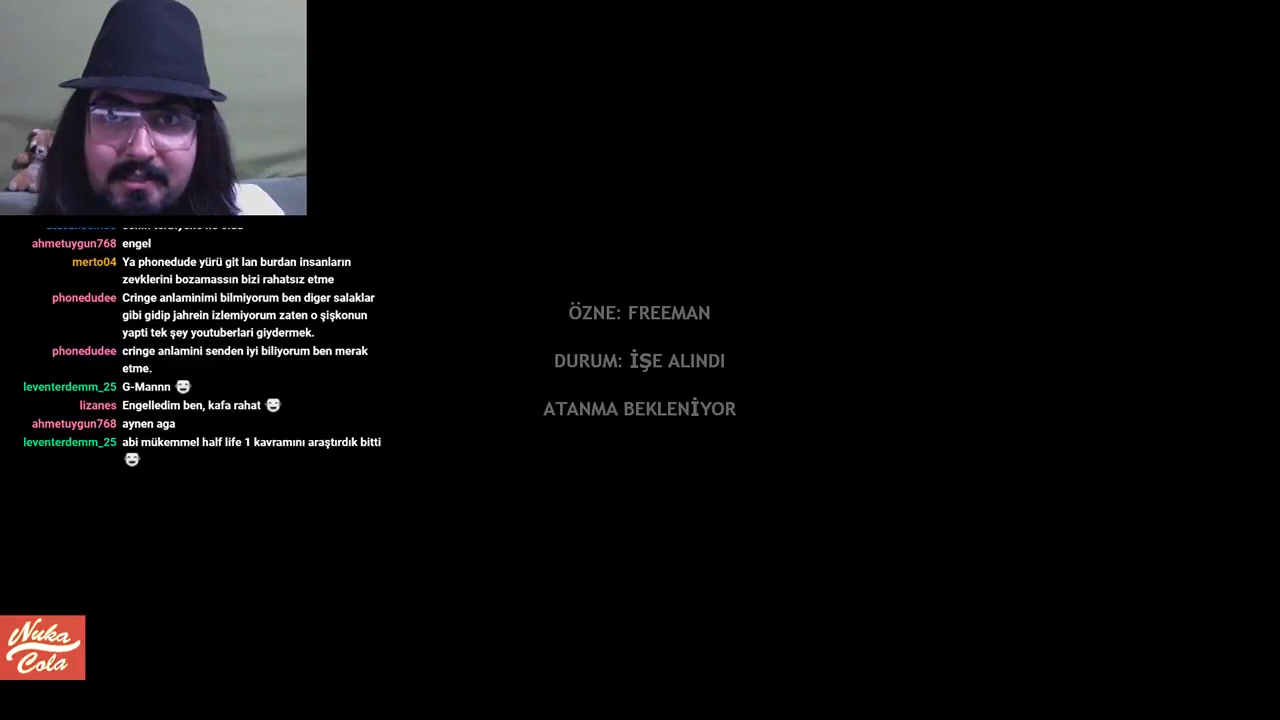 ahmetuygun768 engel
merto04 Ya phonedude yürü git lan burdan insanların
zevklerini bozamassın bizi rahatsız etme
phonedudee Cringe anlaminimi bilmiyorum ben diger salaklar
gibi gidip jahrein izlemiyorum zaten o şişkonun
yapti tek şey youtuberlari giydermek.
phonedudee cringe anlamini senden iyi biliyorum ben merak
etme.
leventerdemm_25 G-Mannn
lizanes Engelledim ben, kafa rahat
ahmetuygun768 aynen aga
leventerdemm_25 abi mükemmel half life 1 kavramını araştırdık bitti
ÖZNE: FREEMAN
DURUM: İŞE ALINDI
ATANMA BEKLENİYOR
Nuka
Cola